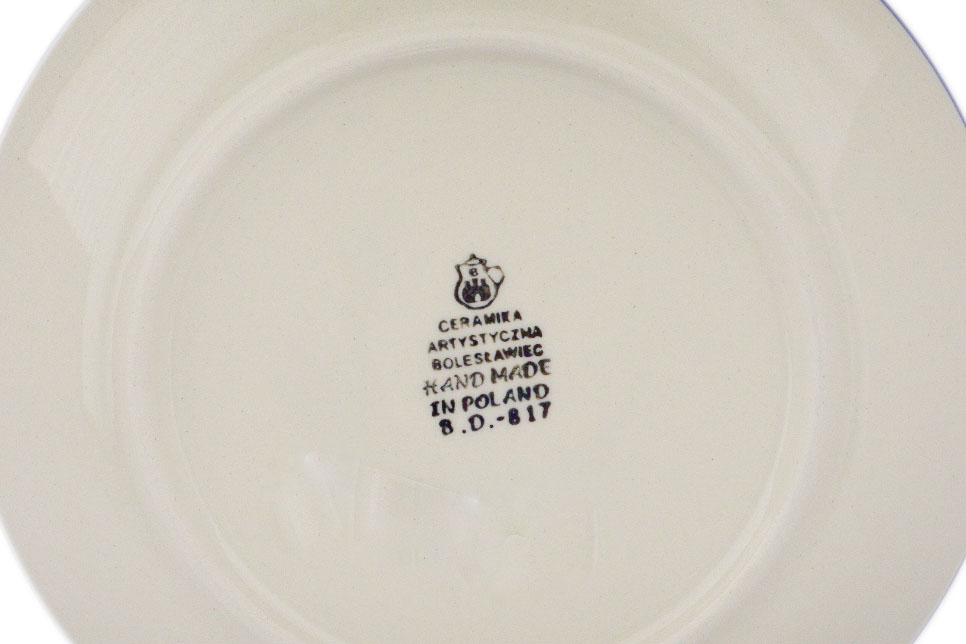 B
CERAMIKA
ARTYSTYCZNA
BOLESŁAWIEC
HAND MADE
IN POLAND
B.D.-817